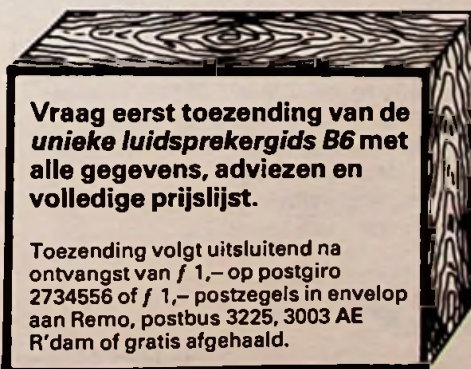 Vraag eerst toezending van de
unieke luidsprekergids B6 met
alle gegevens, adviezen en
volledige prijslijst.
Toezending volgt uitsluitend na
ontvangst van ƒ 1,– op postgiro
2734556 of ƒ 1,– postzegels in envelop
aan Remo, postbus 3225, 3003 AE
R'dam of gratis afgehaald.